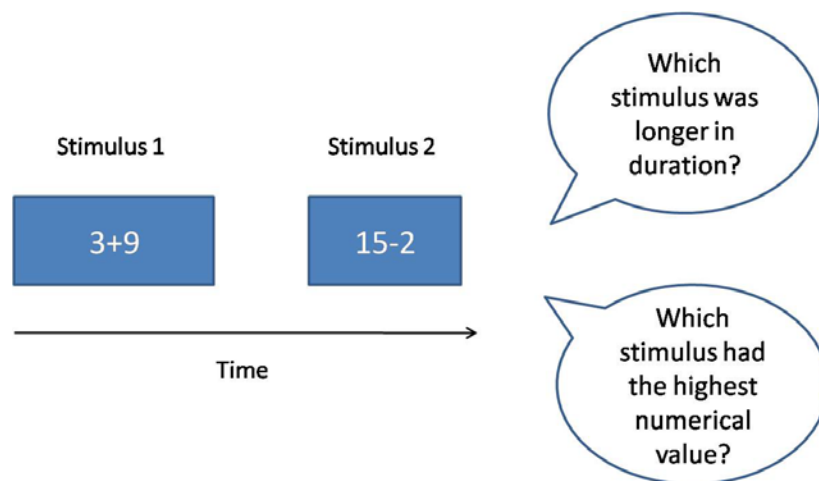 Stimulus 1
3+9
Stimulus 2
15-2
Time
Which
stimulus was
longer in
duration?
Which
stimulus had
the highest
numerical
value?